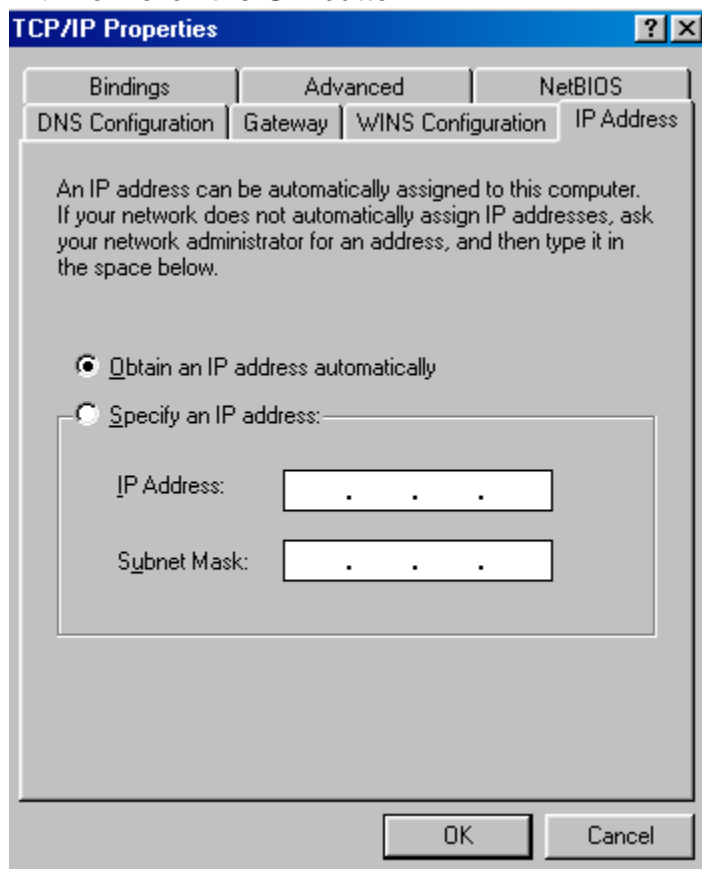 TCP/IP Properties
? ×
Bindings Advanced NetBIOS
DNS Configuration Gateway WINS Configuration IP Address
An IP address can be automatically assigned to this computer.
If your network does not automatically assign IP addresses, ask
your network administrator for an address, and then type it in
the space below.
Obtain an IP address automatically
Specify an IP address:
IP Address: . . .
Subnet Mask: . . .
OK Cancel